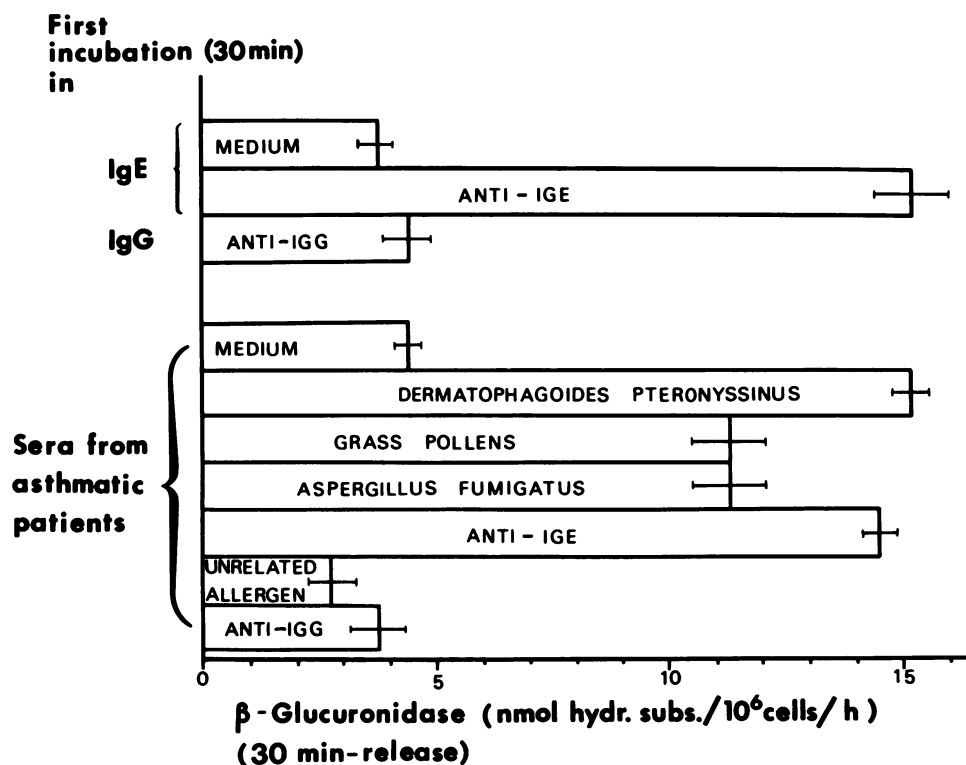 First
incubation (30 min)
in
IgE
MEDIUM
ANTI - IGE
IgG
ANTI-IGG
Sera from
asthmatic
patients
MEDIUM
DERMATOPHAGOIDES PTERONYSSINUS
GRASS POLLENS
ASPERGILLUS FUMIGATUS
ANTI - IGE
UNRELATED
ALLERGEN
ANTI-IGG
0 5 10 15
β-Glucuronidase (nmol hydr. subs./10⁶cells/h)
(30 min-release)